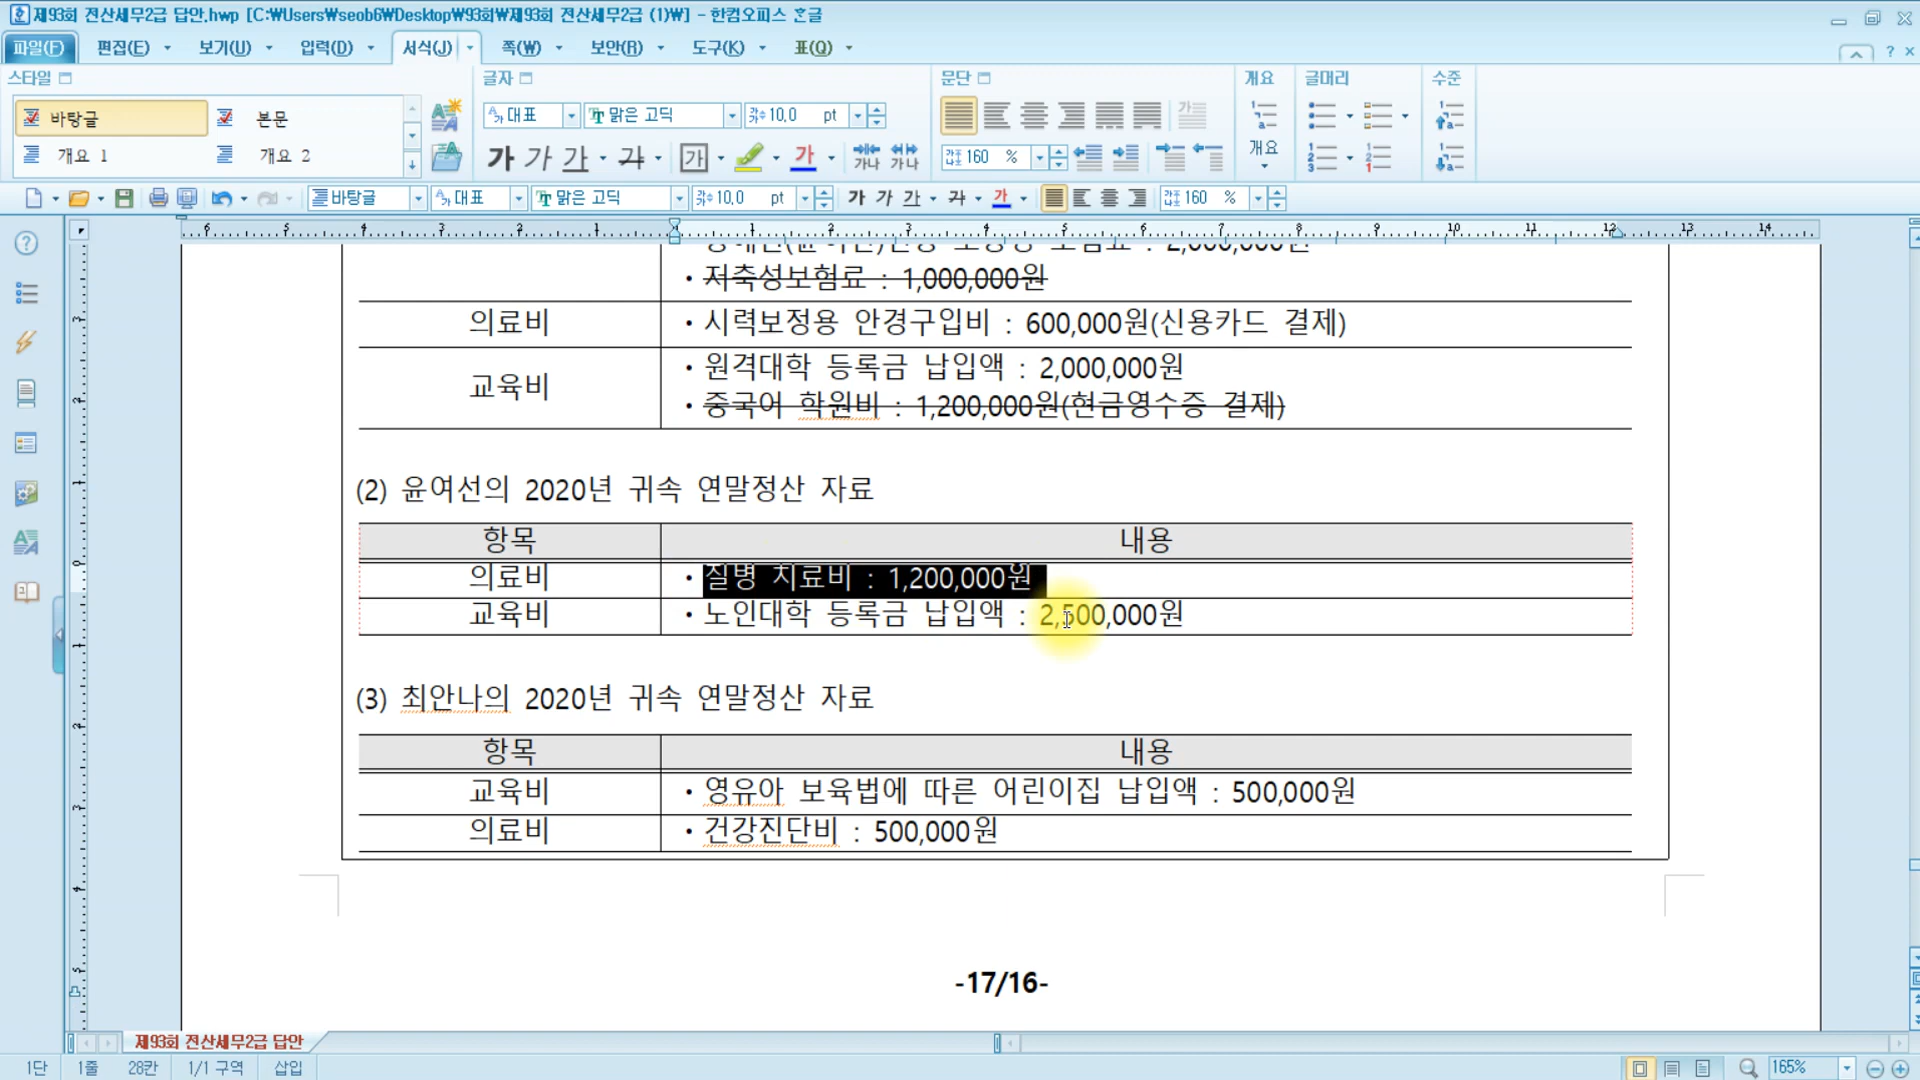 제93회 전산세무2급 답안.hwp [C:₩Users₩seob6₩Desktop₩93회₩제93회 전산세무2급 (1)₩] - 한컴오피스 한글
파일(F) 편집(E) 보기(U) 입력(D) 서식(J) 쪽(W) 보안(R) 도구(K) 표(Q)
스타일 글자 문단 개요 글머리 수준
바탕글 본문 대표 맑은 고딕 10.0 pt
개요 1 개요 2 가 가 가 가 가 가 160 % 개요
바탕글 대표 맑은 고딕 10.0 pt 가 가 가 가 가 160 %
• 저축성보험료 : 1,000,000원
의료비 • 시력보정용 안경구입비 : 600,000원(신용카드 결제)
교육비 • 원격대학 등록금 납입액 : 2,000,000원
• 중국어 학원비 : 1,200,000원(현금영수증 결제)
(2) 윤여선의 2020년 귀속 연말정산 자료
항목 내용
의료비 • 질병 치료비 : 1,200,000원
교육비 • 노인대학 등록금 납입액 : 2,500,000원
(3) 최안나의 2020년 귀속 연말정산 자료
항목 내용
교육비 • 영유아 보육법에 따른 어린이집 납입액 : 500,000원
의료비 • 건강진단비 : 500,000원
-17/16-
제93회 전산세무2급 답안
1단 1줄 28칸 1/1 구역 삽입 165%